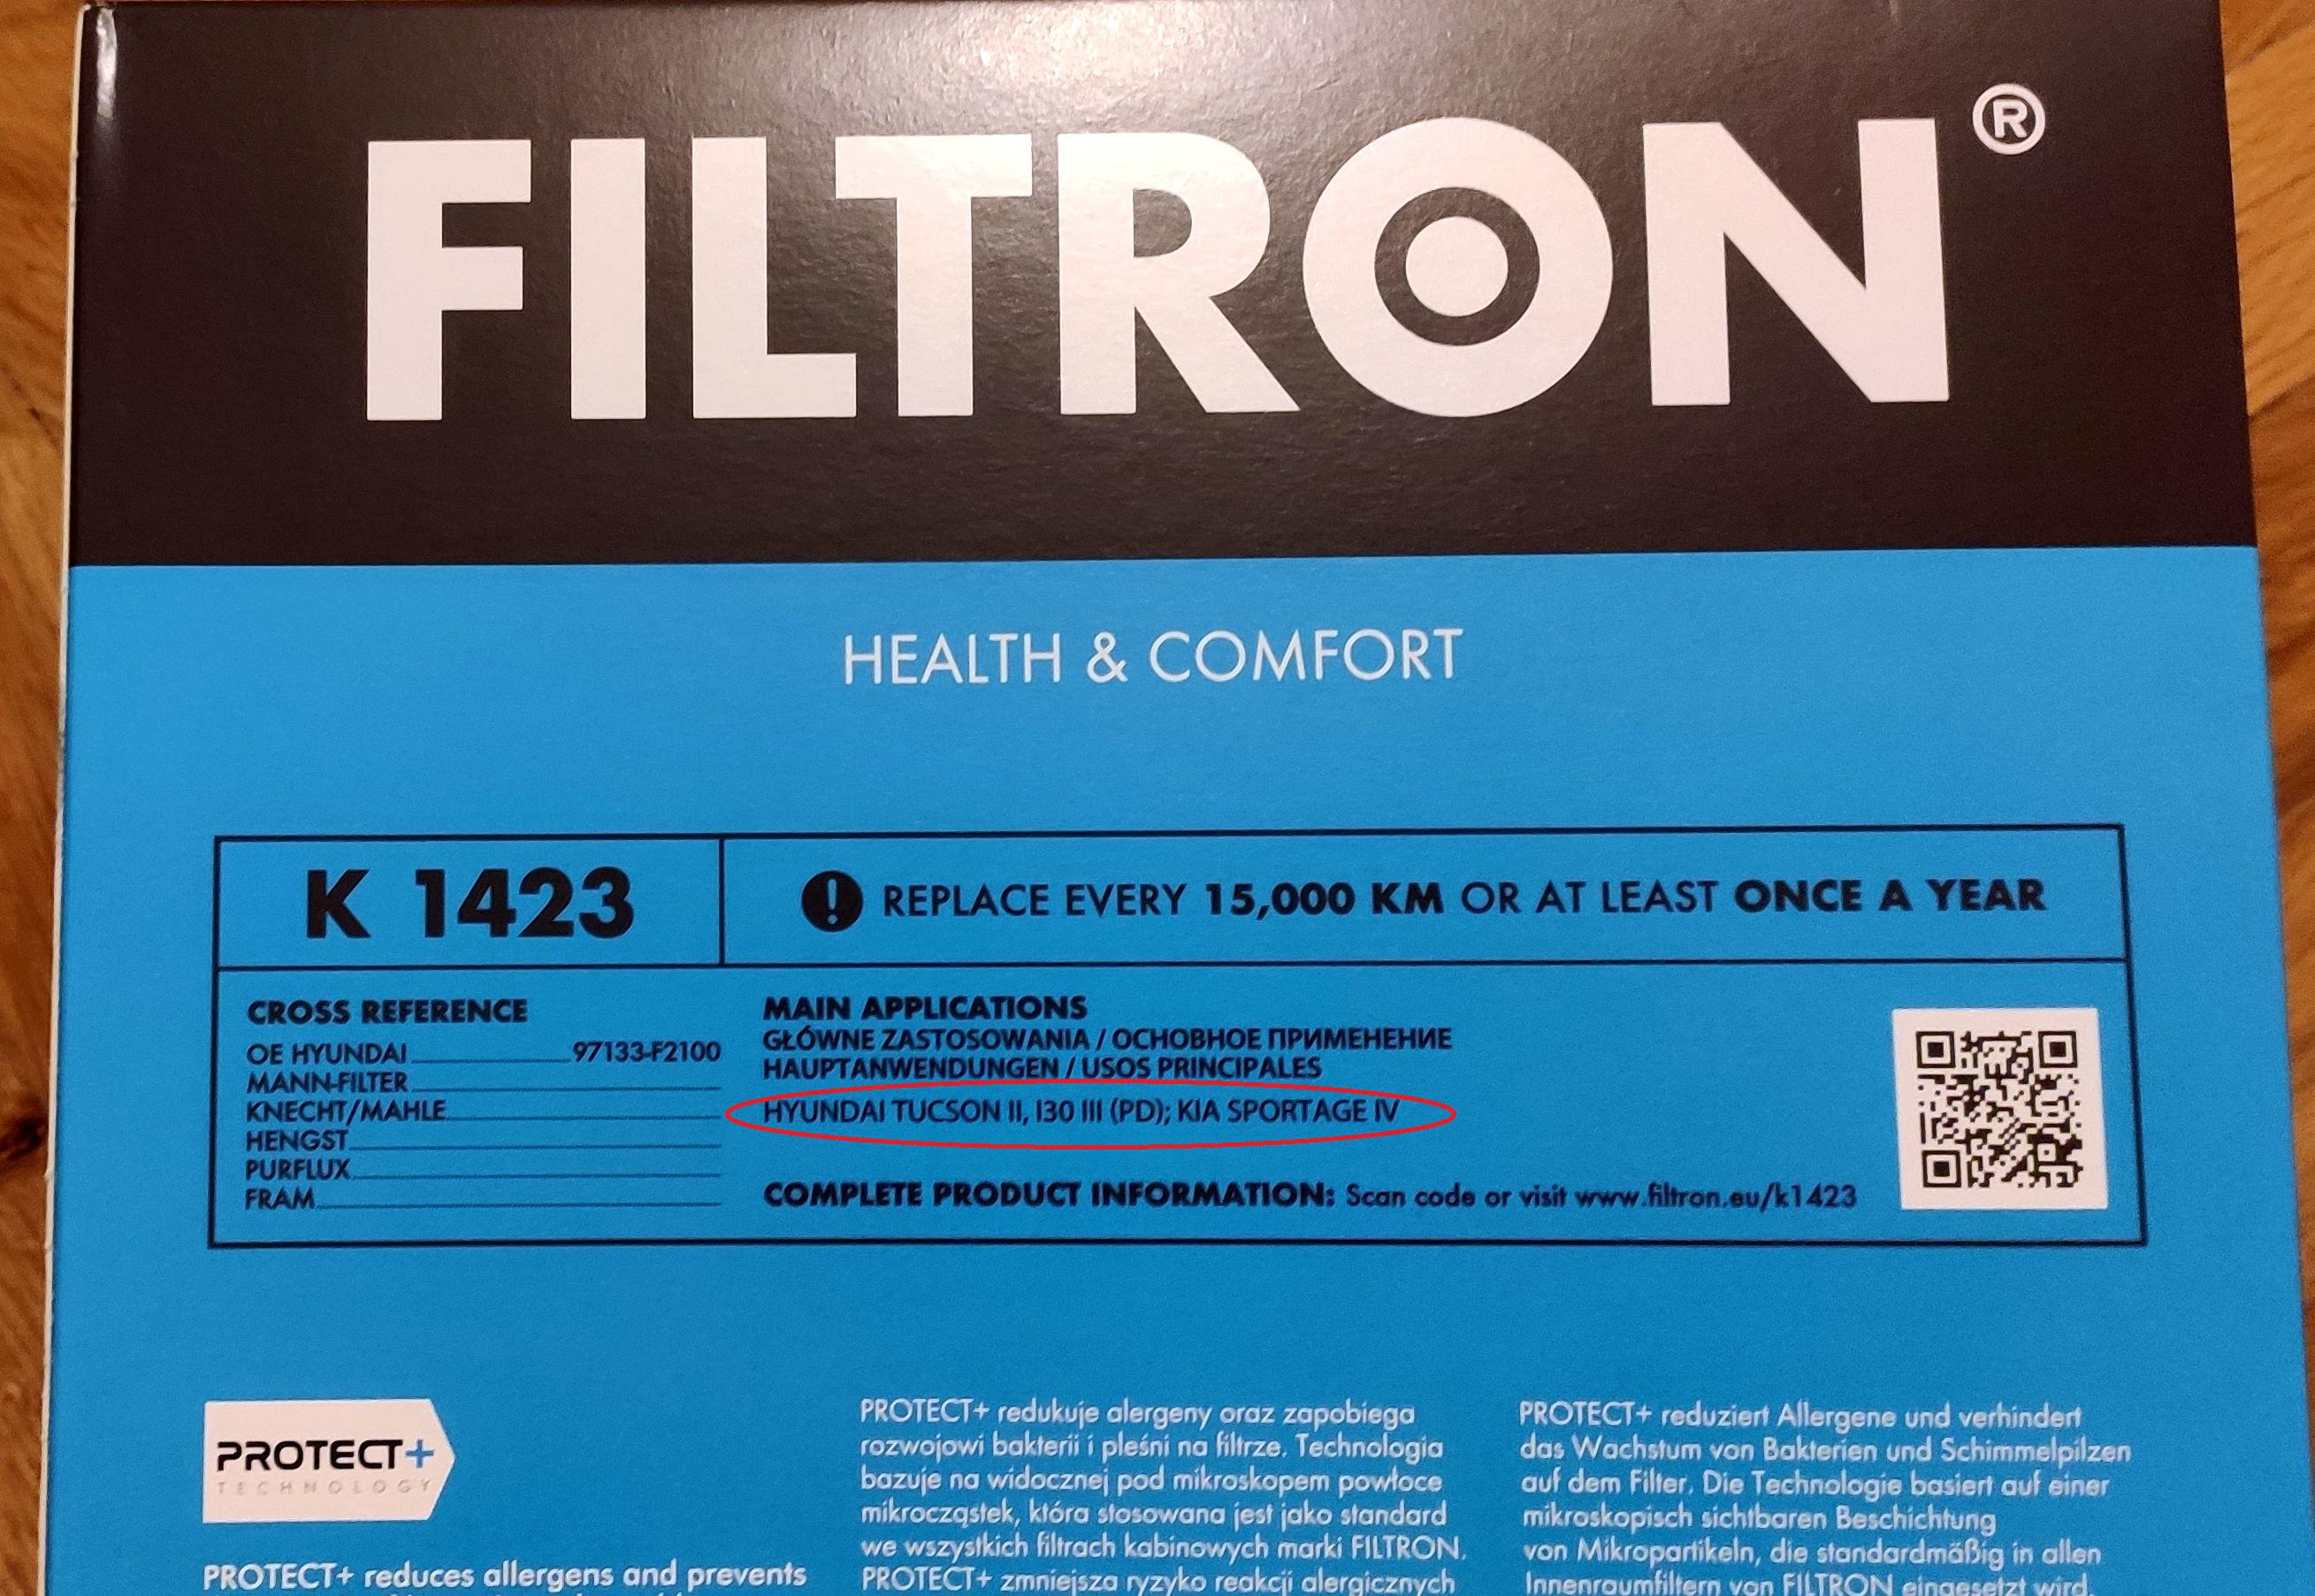 FILTRON®
HEALTH & COMFORT
K 1423
REPLACE EVERY 15,000 KM OR AT LEAST ONCE A YEAR
CROSS REFERENCE
OE HYUNDAI 97133-F2100
MANN-FILTER
KNECHT/MAHLE
HENGST
PURFLUX
FRAM
MAIN APPLICATIONS
GŁÓWNE ZASTOSOWANIA / ОСНОВНОЕ ПРИМЕНЕНИЕ
HAUPTANWENDUNGEN / USOS PRINCIPALES
HYUNDAI TUCSON II, I30 III (PD); KIA SPORTAGE IV
COMPLETE PRODUCT INFORMATION: Scan code or visit www.filtron.eu/k1423
PROTECT+
TECHNOLOGY
PROTECT+ reduces allergens and prevents
PROTECT+ redukuje alergeny oraz zapobiega
rozwojowi bakterii i pleśni na filtrze. Technologia
bazuje na widocznej pod mikroskopem powłoce
mikrocząstek, która stosowana jest jako standard
we wszystkich filtrach kabinowych marki FILTRON.
PROTECT+ zmniejsza ryzyko reakcji alergicznych
PROTECT+ reduziert Allergene und verhindert
das Wachstum von Bakterien und Schimmelpilzen
auf dem Filter. Die Technologie basiert auf einer
mikroskopisch sichtbaren Beschichtung
von Mikropartikeln, die standardmäßig in allen
Innenraumfiltern von FILTRON eingesetzt wird.